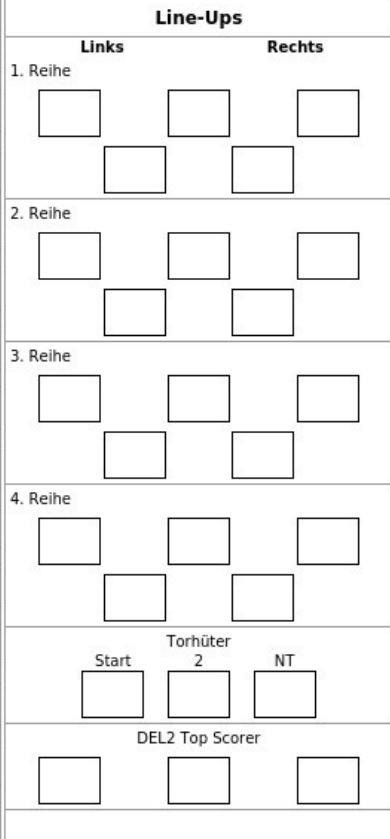 Line-Ups
Links Rechts
1. Reihe
2. Reihe
3. Reihe
4. Reihe
Torhüter
Start 2 NT
DEL2 Top Scorer